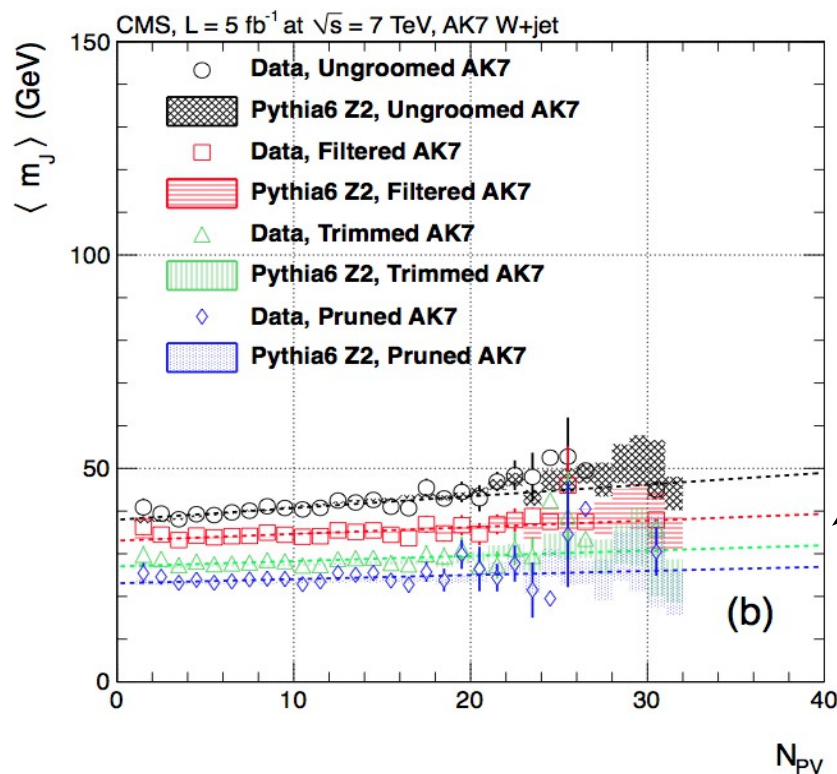 CMS, L = 5 fb⁻¹ at √s = 7 TeV, AK7 W+jet
⟨ m_J ⟩ (GeV)
150
100
50
0
Data, Ungroomed AK7
Pythia6 Z2, Ungroomed AK7
Data, Filtered AK7
Pythia6 Z2, Filtered AK7
Data, Trimmed AK7
Pythia6 Z2, Trimmed AK7
Data, Pruned AK7
Pythia6 Z2, Pruned AK7
(b)
0 10 20 30 40
N_PV